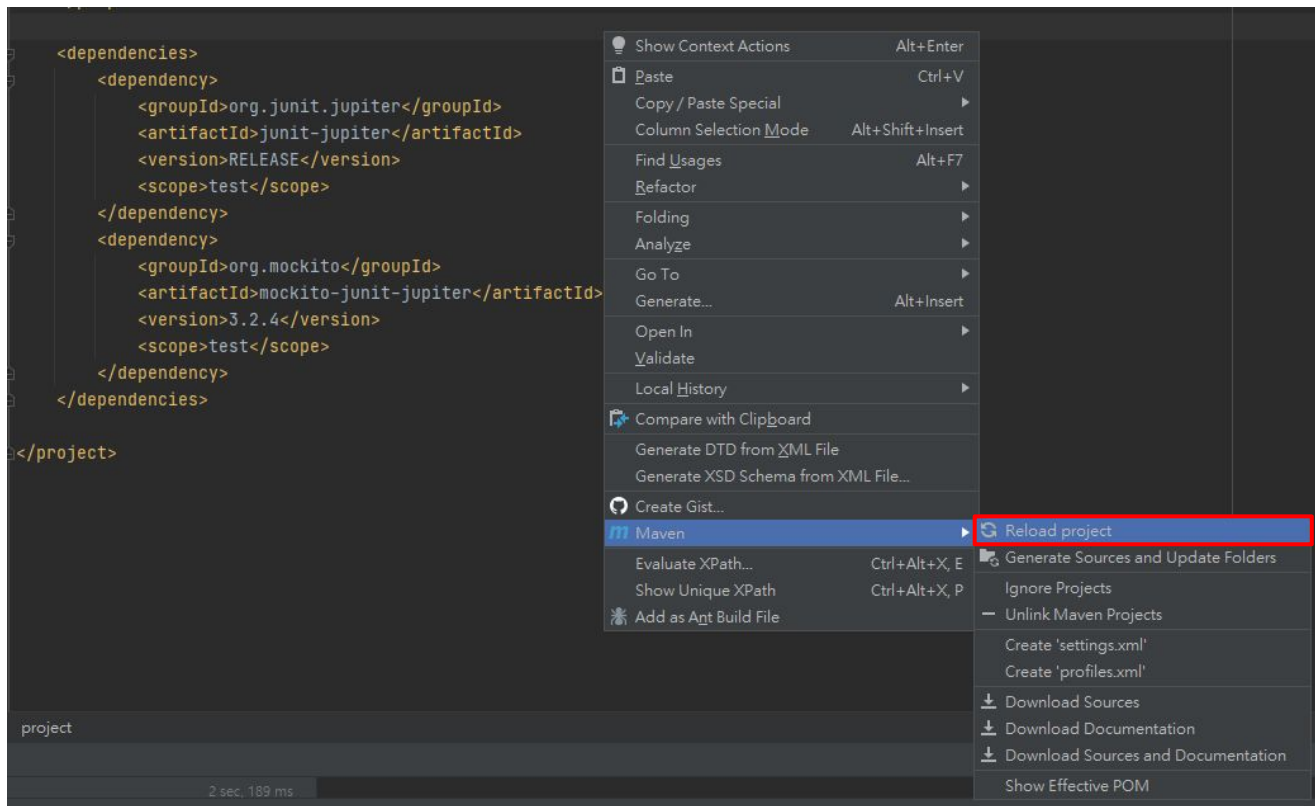 <dependencies>
<dependency>
<groupId>org.junit.jupiter</groupId>
<artifactId>junit-jupiter</artifactId>
<version>RELEASE</version>
<scope>test</scope>
</dependency>
<dependency>
<groupId>org.mockito</groupId>
<artifactId>mockito-junit-jupiter</artifactId>
<version>3.2.4</version>
<scope>test</scope>
</dependency>
</dependencies>
</project>
Show Context Actions Alt+Enter
Paste Ctrl+V
Copy / Paste Special
Column Selection Mode Alt+Shift+Insert
Find Usages Alt+F7
Refactor
Folding
Analyze
Go To
Generate... Alt+Insert
Open In
Validate
Local History
Compare with Clipboard
Generate DTD from XML File
Generate XSD Schema from XML File...
Create Gist...
Maven
Evaluate XPath... Ctrl+Alt+X, E
Show Unique XPath Ctrl+Alt+X, P
Add as Ant Build File
Reload project
Generate Sources and Update Folders
Ignore Projects
Unlink Maven Projects
Create 'settings.xml'
Create 'profiles.xml'
Download Sources
Download Documentation
Download Sources and Documentation
Show Effective POM
project
2 sec, 189 ms